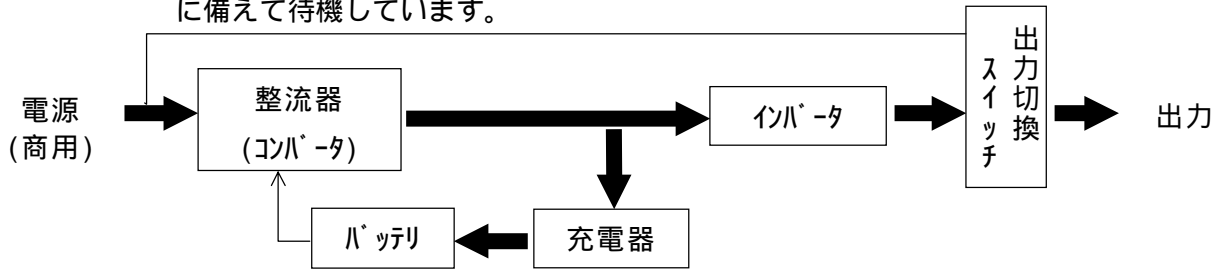 に備えて待機しています。
電源
(商用)
整流器
(ｺﾝﾊﾞｰﾀ)
ｲﾝﾊﾞｰﾀ
出力切換
ｽｲｯﾁ
出力
ﾊﾞｯﾃﾘ
充電器